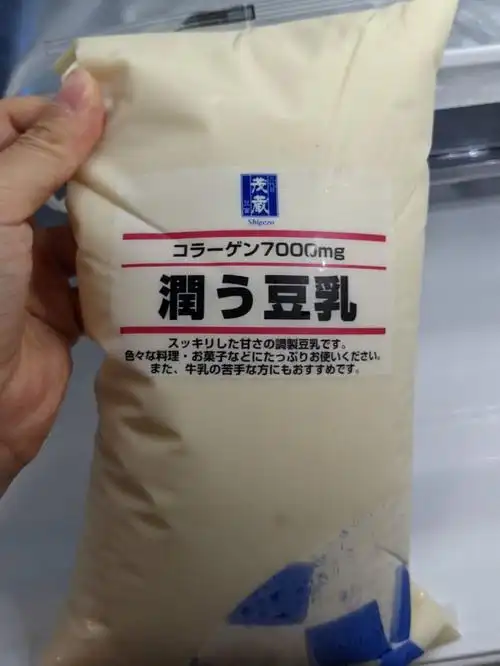 茂蔵
Shigezo
コラーゲン7000mg
潤う豆乳
スッキリした甘さの調製豆乳です。
色々な料理・お菓子などにたっぷりお使いください。
また、牛乳の苦手な方にもおすすめです。